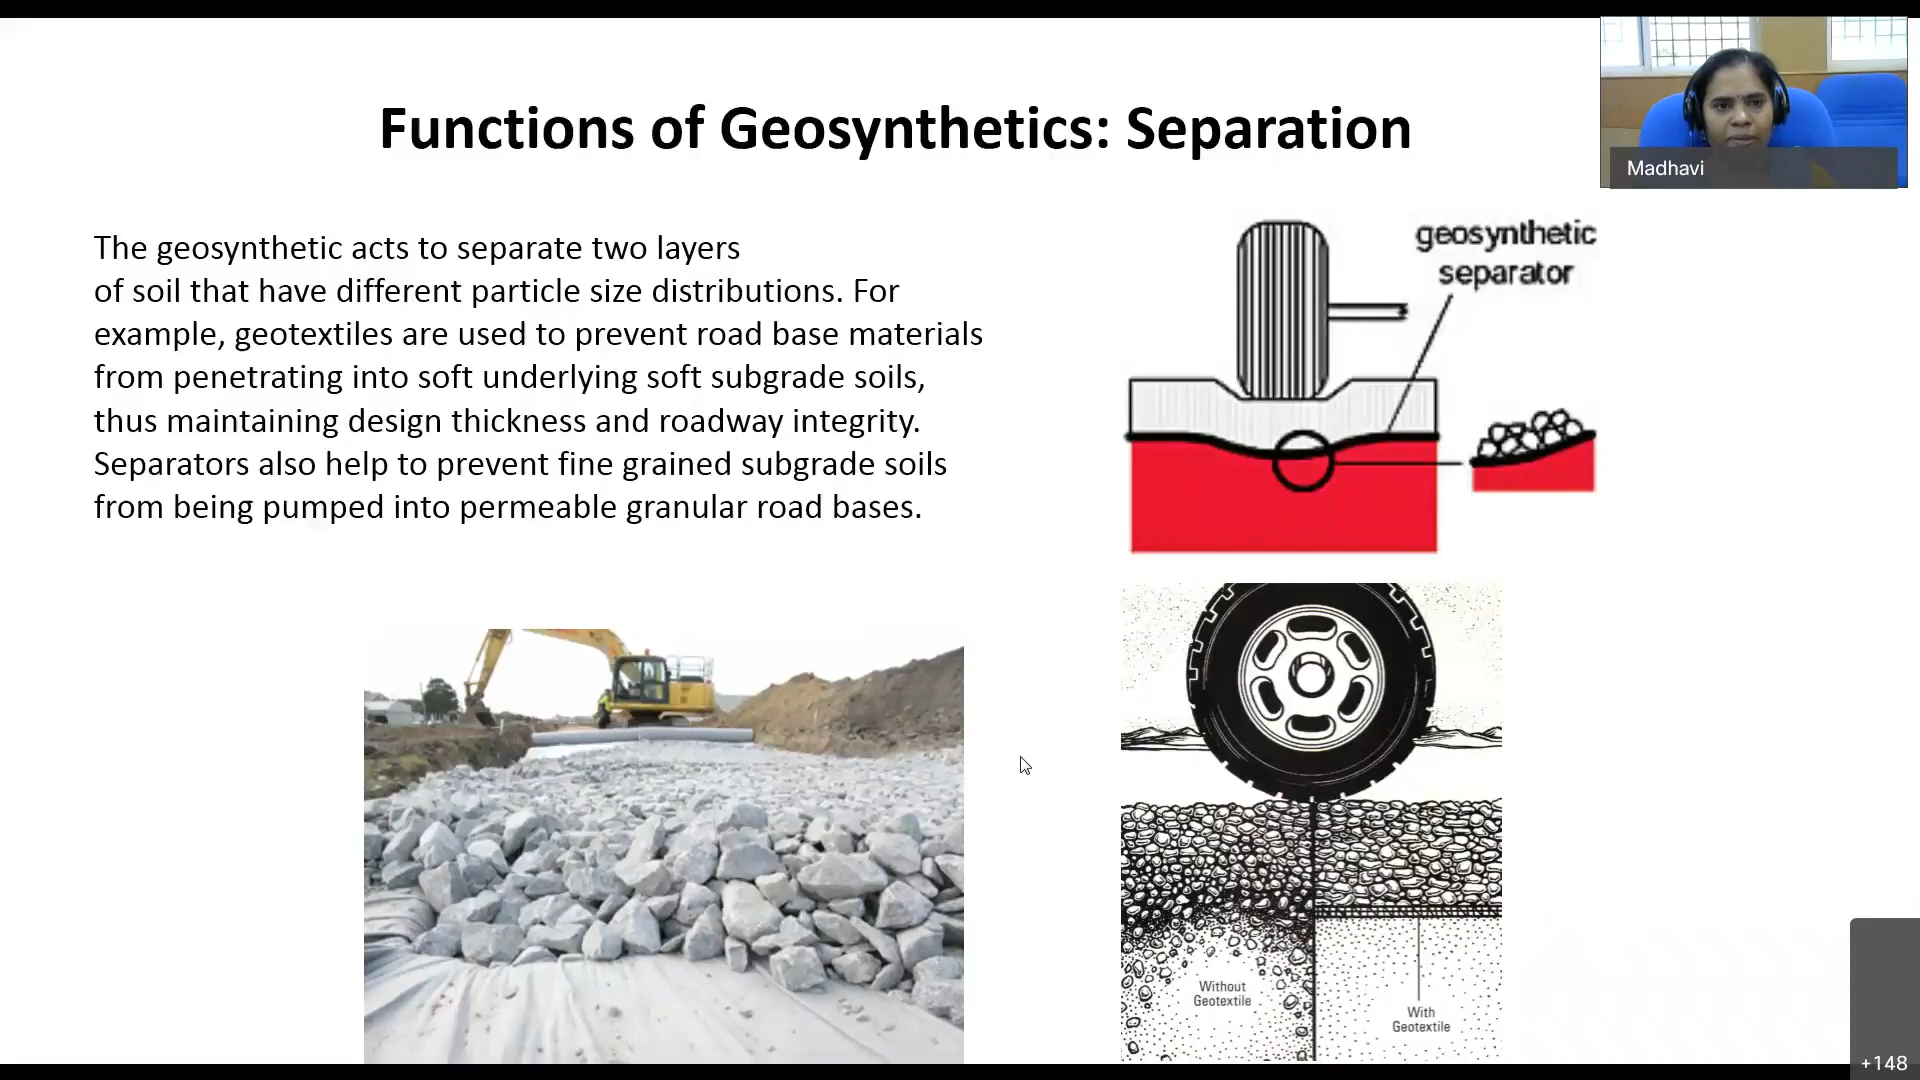 Functions of Geosynthetics: Separation
Madhavi
The geosynthetic acts to separate two layers
of soil that have different particle size distributions. For
example, geotextiles are used to prevent road base materials
from penetrating into soft underlying soft subgrade soils,
thus maintaining design thickness and roadway integrity.
Separators also help to prevent fine grained subgrade soils
from being pumped into permeable granular road bases.
geosynthetic
separator
Without
Geotextile
With
Geotextile
+148